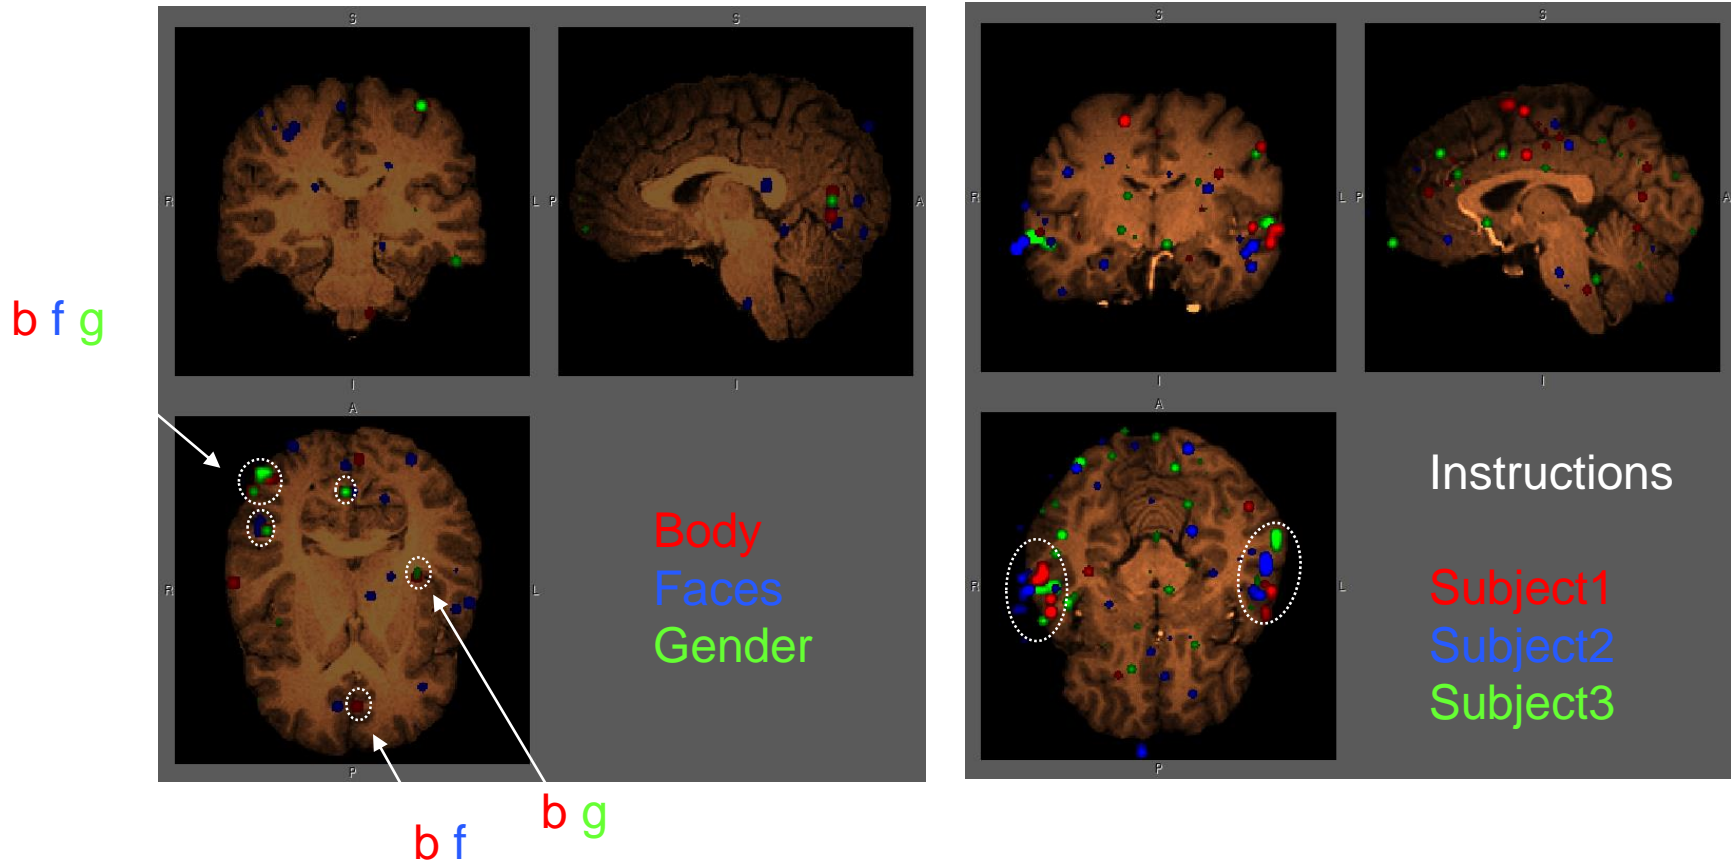 S
S
S
S
R
L
P
A
R
L
P
A
b f g
I
I
I
I
A
A
Instructions
Body
Faces
Gender
R
L
R
L
Subject1
Subject2
Subject3
P
P
b g
b f